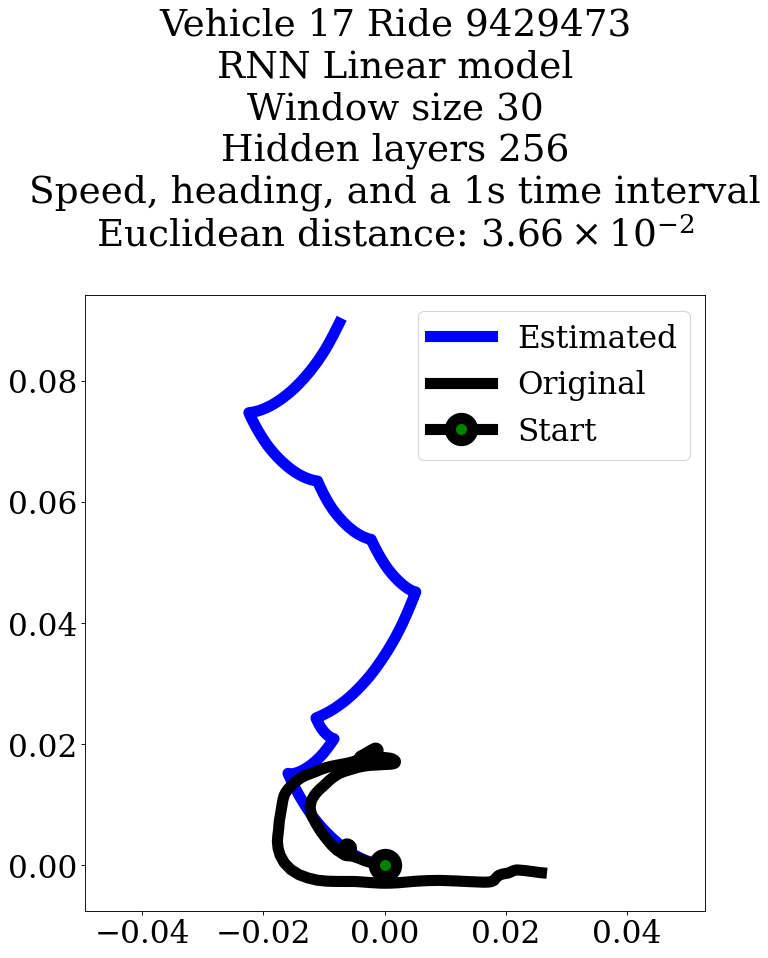 Vehicle 17 Ride 9429473
RNN Linear model
Window size 30
Hidden layers 256
Speed, heading, and a 1s time interval
Euclidean distance: 3.66 × 10⁻²
Estimated
Original
Start
0.08
0.06
0.04
0.02
0.00
−0.04 −0.02 0.00 0.02 0.04